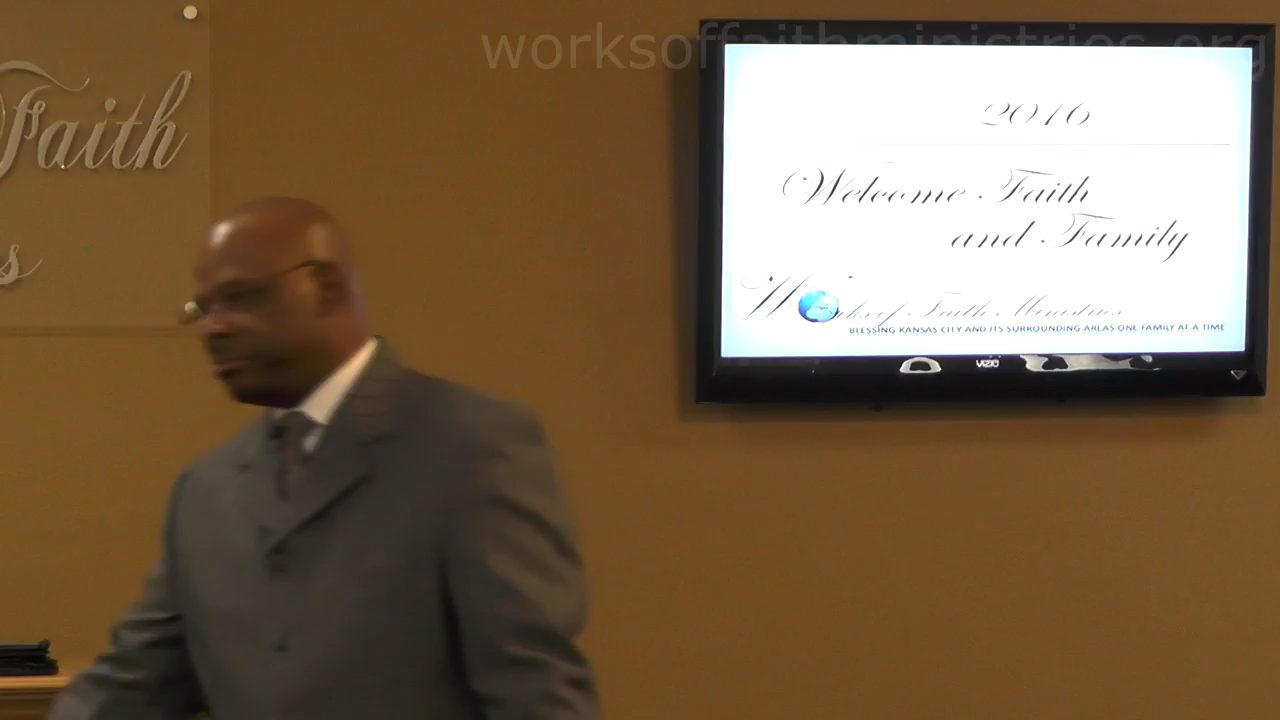 worksoffaithministries.org
Faith
s
2016
Welcome Faith
and Family
Works of Faith Ministries
BLESSING KANSAS CITY AND ITS SURROUNDING AREAS ONE FAMILY AT A TIME
VIZIO